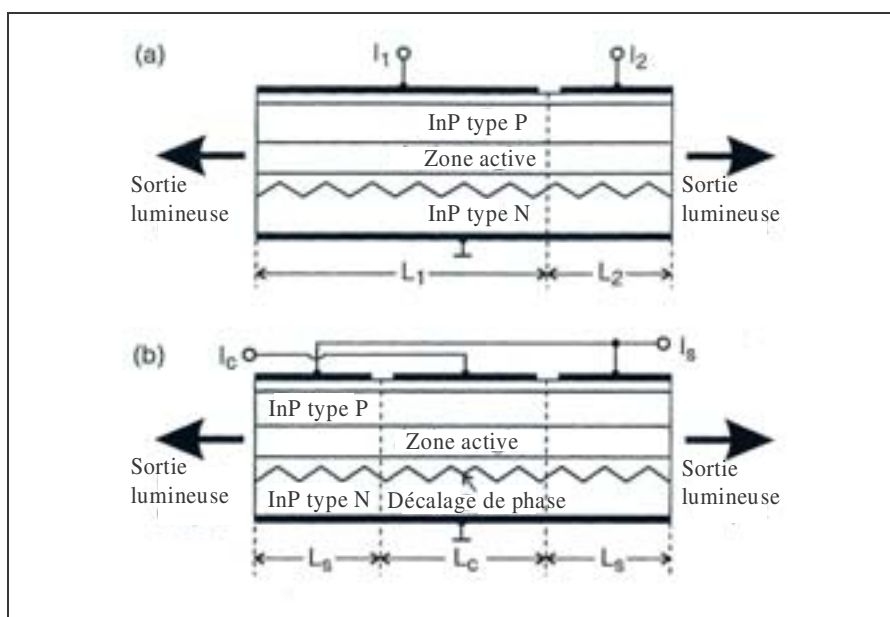 (a)
I₁
I₂
InP type P
Zone active
InP type N
Sortie
lumineuse
Sortie
lumineuse
L₁
L₂
(b)
Ic
Is
InP type P
Zone active
InP type N
Décalage de phase
Sortie
lumineuse
Sortie
lumineuse
Ls
Lc
Ls